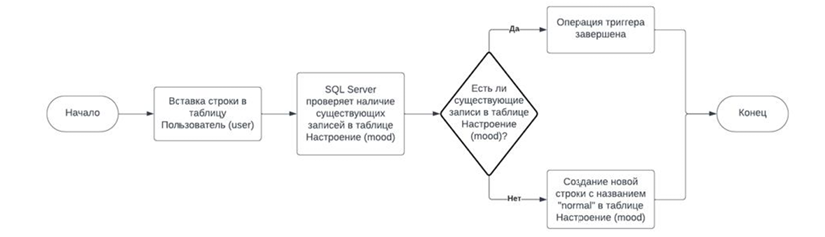 Начало
Вставка строки в
таблицу
Пользователь (user)
SQL Server
проверяет наличие
существующих
записей в таблице
Настроение (mood)
Есть ли
существующие
записи в таблице
Настроение
(mood)?
Да
Операция триггера
завершена
Нет
Создание новой
строки с названием
"normal" в таблице
Настроение (mood)
Конец